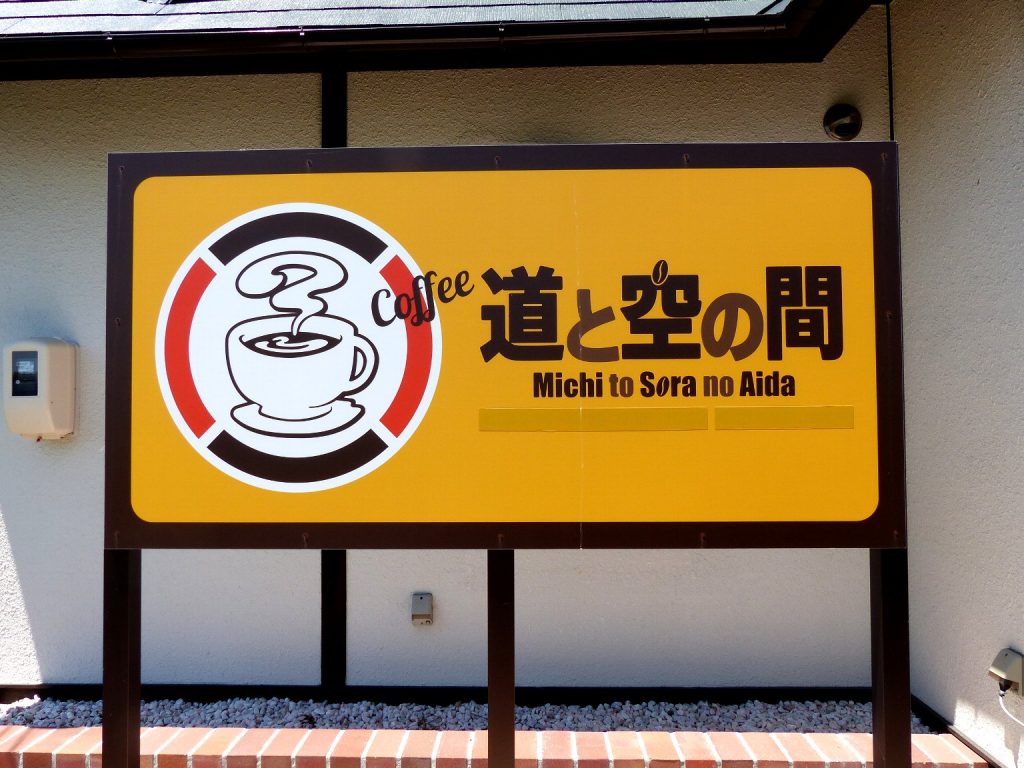 Coffee 道と空の間
Michi to Sora no Aida